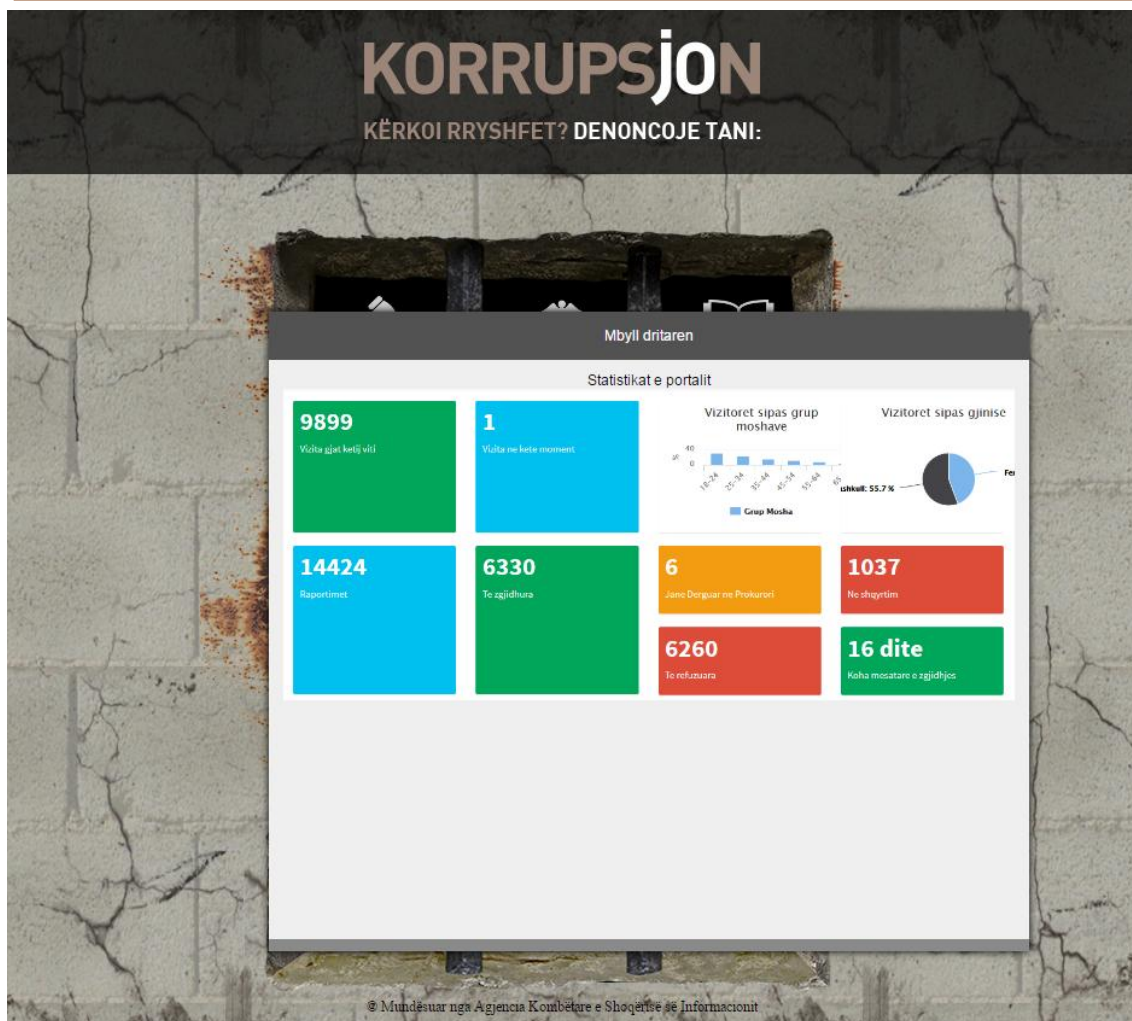 KORRUPSjON
KËRKOI RRYSHFET? DENONCOJE TANI:
Mbyll dritaren
Statistikat e portalit
9899
Vizita gjat ketij viti
1
Vizita ne kete moment
Vizitoret sipas grup
moshave
%
40
0
18-24
25-34
35-44
45-54
55-64
65
Grup Mosha
Vizitoret sipas gjinise
Fe
ashkull: 55.7 %
14424
Raportimet
6330
Te zgjidhura
6
Jane Derguar ne Prokurori
1037
Ne shqyrtim
6260
Te refuzuara
16 dite
Koha mesatare e zgjidhjes
@ Mundësuar nga Agjencia Kombëtare e Shoqërisë së Informacionit